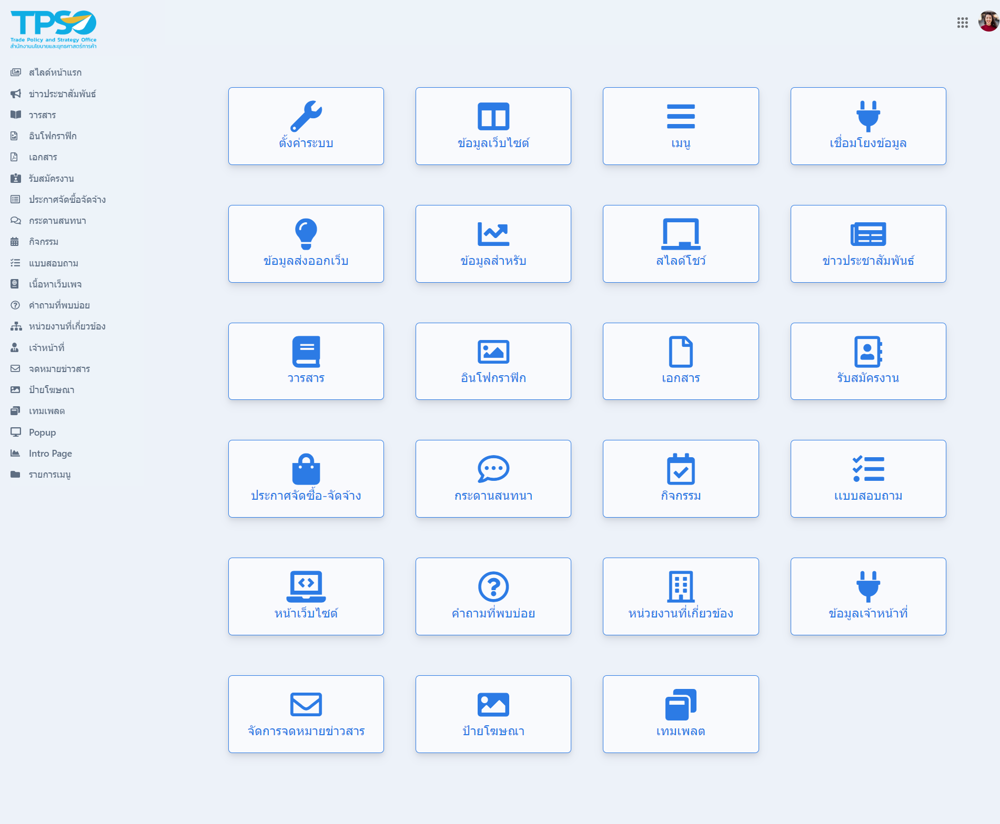 TPSO
Trade Policy and Strategy Office
สำนักงานนโยบายและยุทธศาสตร์การค้า
สไลด์หน้าแรก
ข่าวประชาสัมพันธ์
วารสาร
อินโฟกราฟิก
เอกสาร
รับสมัครงาน
ประกาศจัดซื้อจัดจ้าง
กระดานสนทนา
กิจกรรม
แบบสอบถาม
เนื้อหาเว็บเพจ
คำถามที่พบบ่อย
หน่วยงานที่เกี่ยวข้อง
เจ้าหน้าที่
จดหมายข่าวสาร
ป้ายโฆษณา
เทมเพลต
Popup
Intro Page
รายการเมนู
ตั้งค่าระบบ
ข้อมูลเว็บไซต์
เมนู
เชื่อมโยงข้อมูล
ข้อมูลส่งออกเว็บ
ข้อมูลสำหรับ
สไลด์โชว์
ข่าวประชาสัมพันธ์
วารสาร
อินโฟกราฟิก
เอกสาร
รับสมัครงาน
ประกาศจัดซื้อ-จัดจ้าง
กระดานสนทนา
กิจกรรม
แบบสอบถาม
หน้าเว็บไซต์
คำถามที่พบบ่อย
หน่วยงานที่เกี่ยวข้อง
ข้อมูลเจ้าหน้าที่
จัดการจดหมายข่าวสาร
ป้ายโฆษณา
เทมเพลต